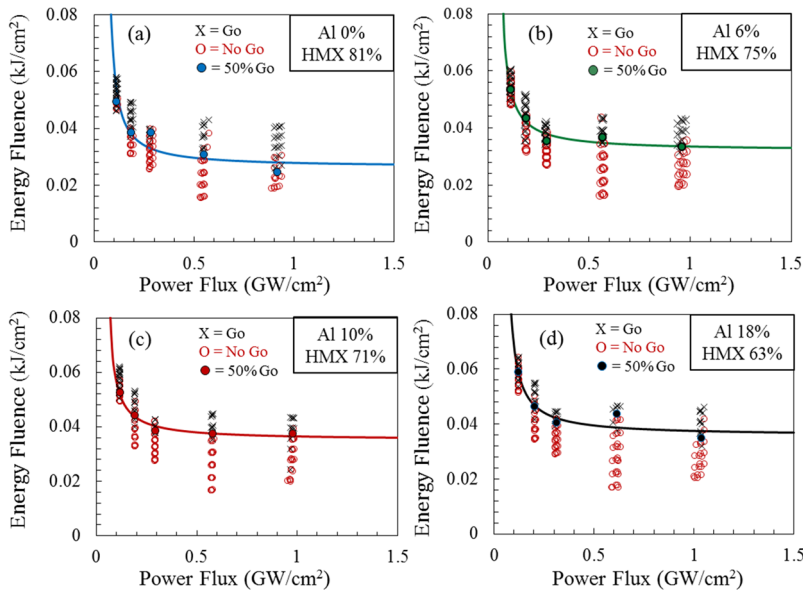 (a)
X = Go
O = No Go
= 50%Go
Al 0%
HMX 81%
Energy Fluence (kJ/cm²)
0.08
0.06
0.04
0.02
0
0
0.5
1
1.5
Power Flux (GW/cm²)
(b)
X = Go
O = No Go
= 50%Go
Al 6%
HMX 75%
Energy Fluence (kJ/cm²)
0.08
0.06
0.04
0.02
0
0
0.5
1
1.5
Power Flux (GW/cm²)
(c)
X = Go
O = No Go
= 50%Go
Al 10%
HMX 71%
Energy Fluence (kJ/cm²)
0.08
0.06
0.04
0.02
0
0
0.5
1
1.5
Power Flux (GW/cm²)
(d)
X = Go
O = No Go
= 50%Go
Al 18%
HMX 63%
Energy Fluence (kJ/cm²)
0.08
0.06
0.04
0.02
0
0
0.5
1
1.5
Power Flux (GW/cm²)